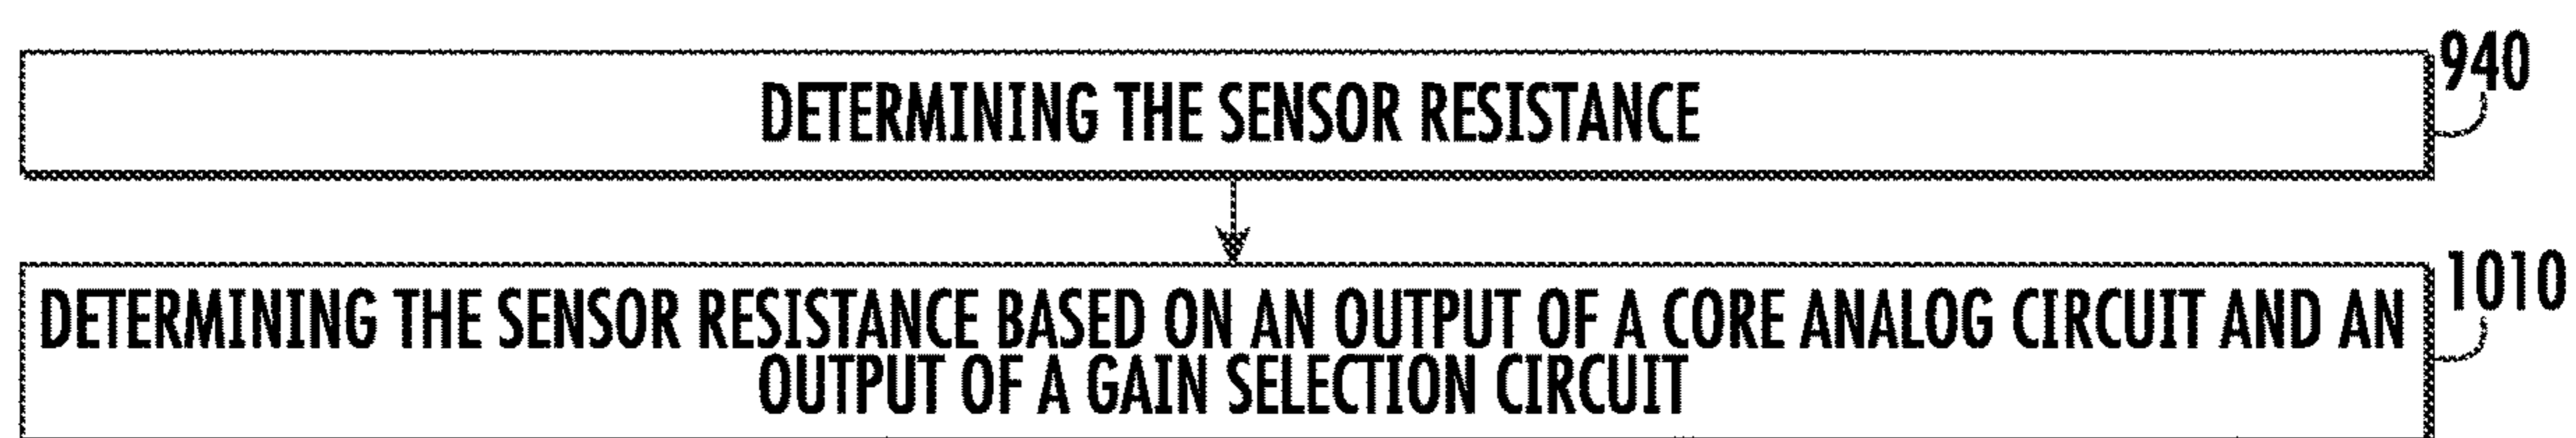 DETERMINING THE SENSOR RESISTANCE
940
DETERMINING THE SENSOR RESISTANCE BASED ON AN OUTPUT OF A CORE ANALOG CIRCUIT AND AN
OUTPUT OF A GAIN SELECTION CIRCUIT
1010